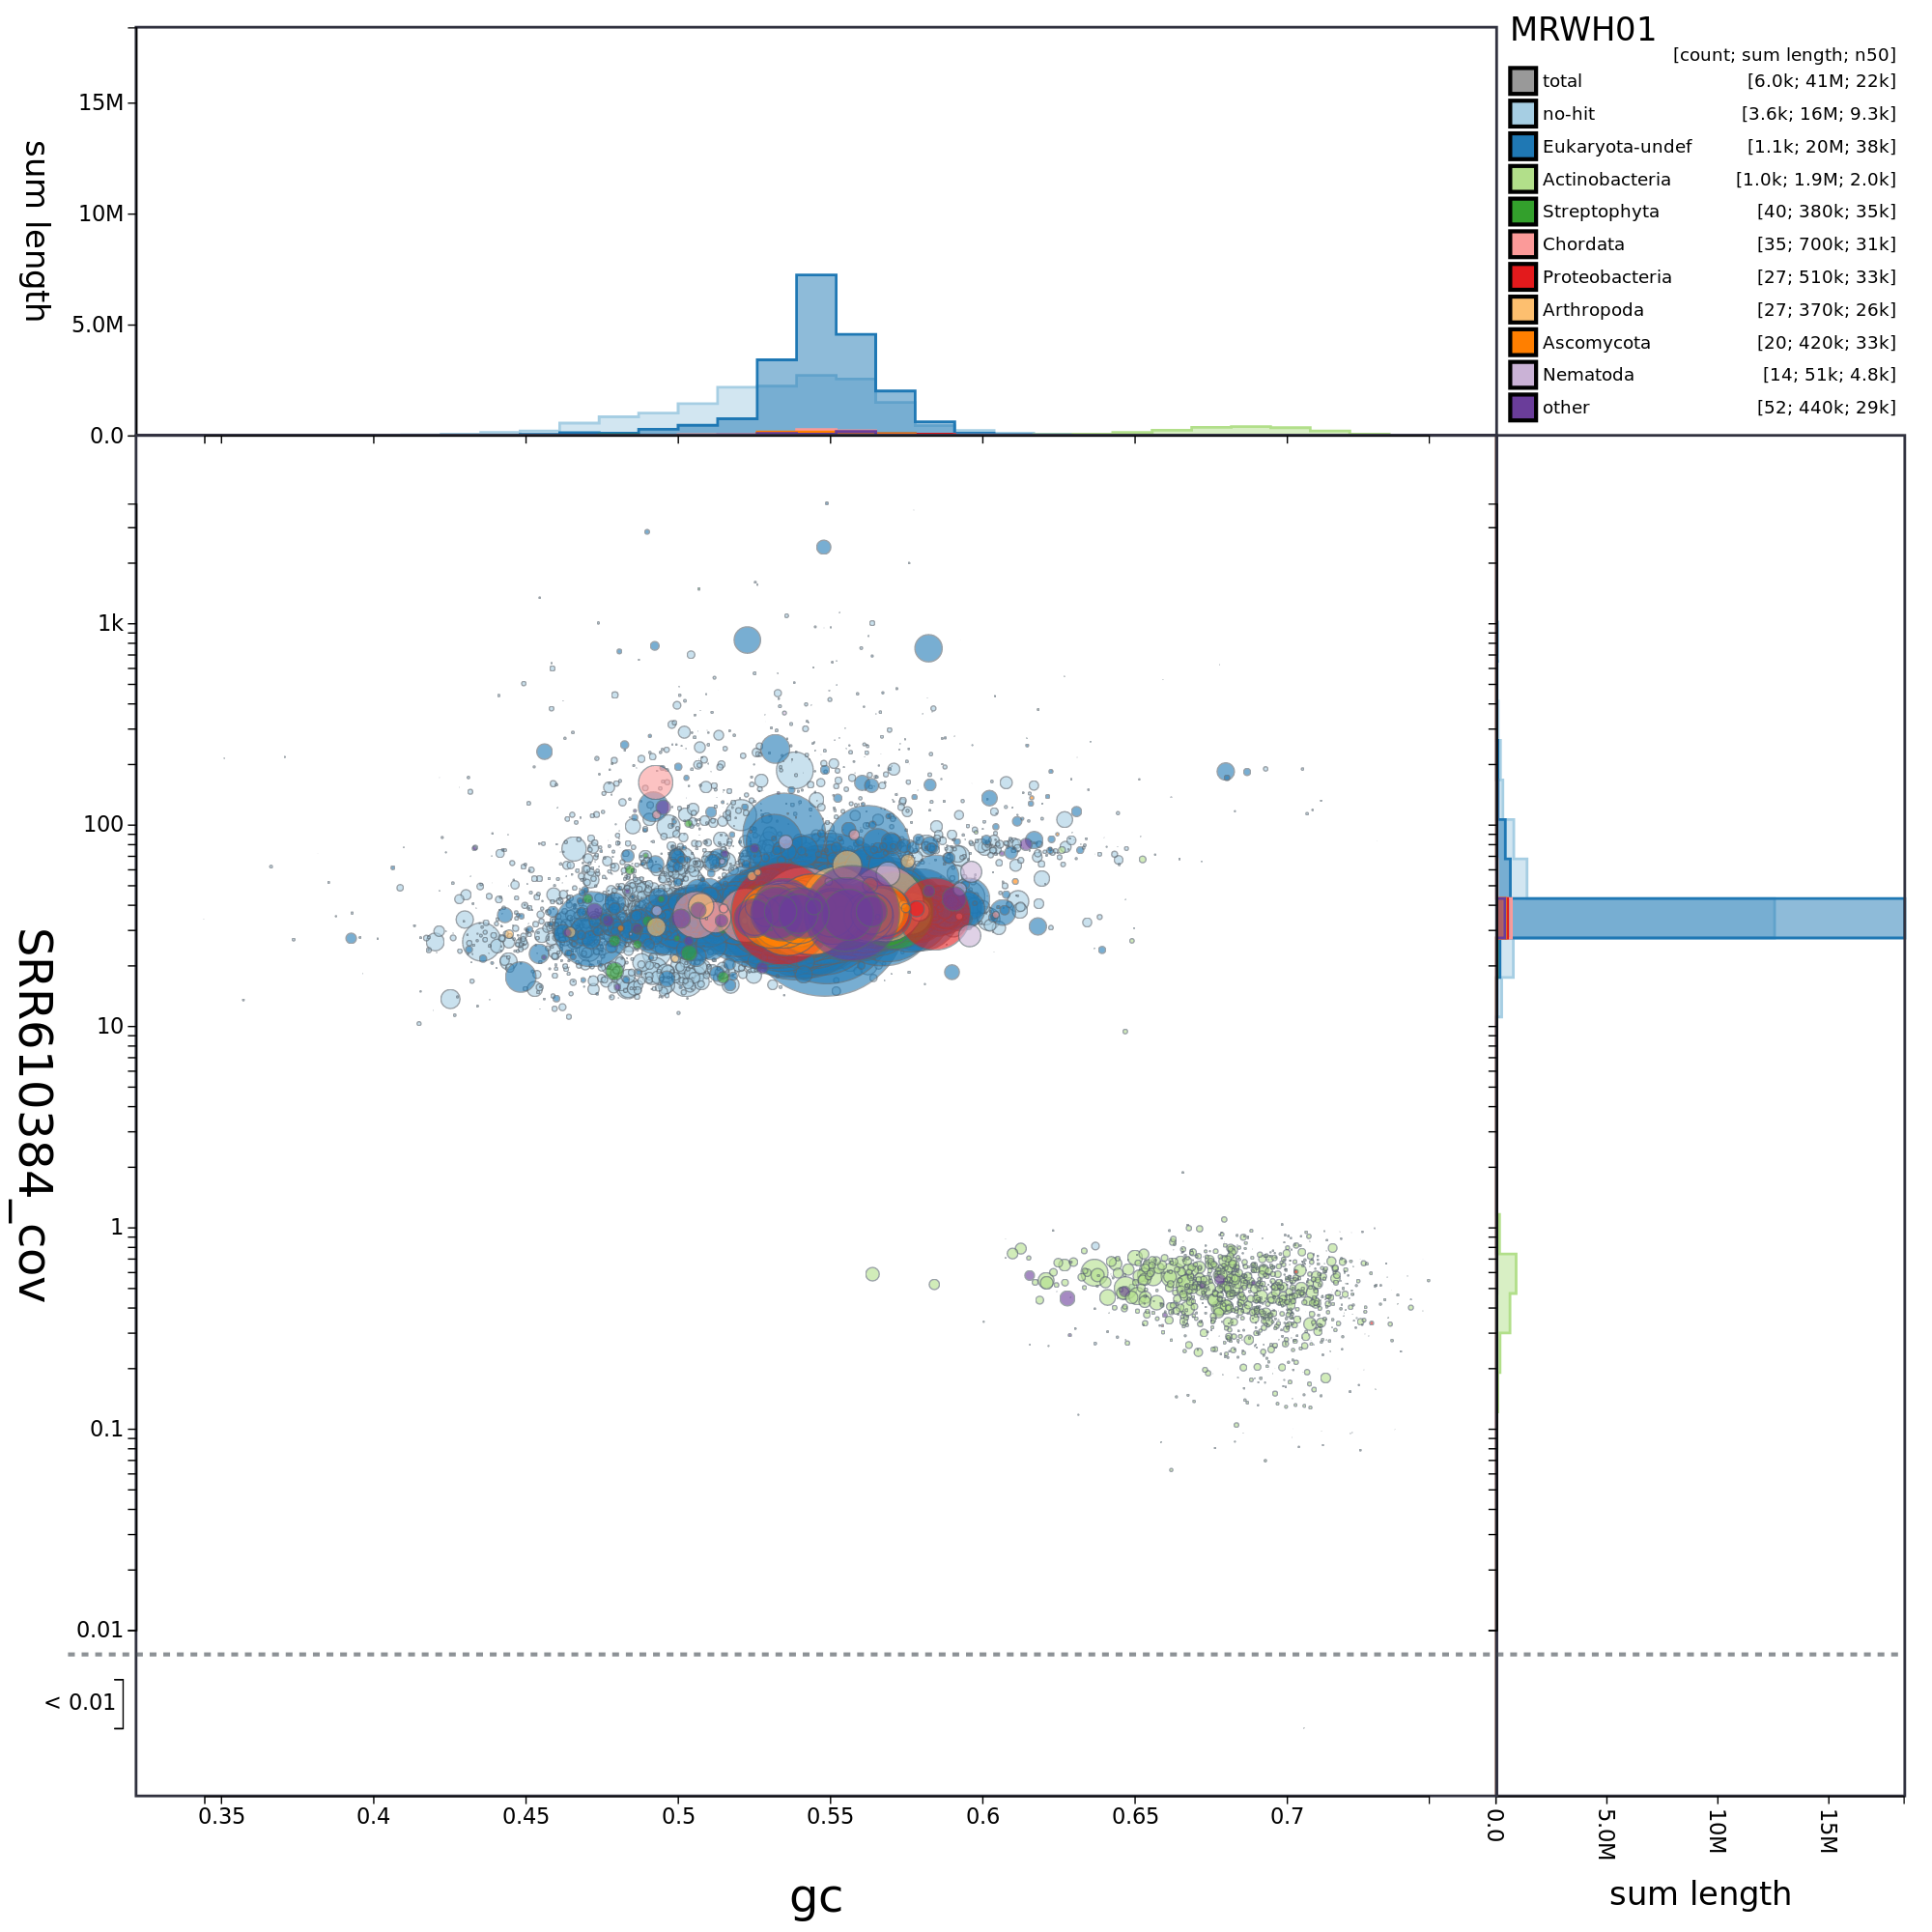 MRWH01
[count; sum length; n50]
total [6.0k; 41M; 22k]
no-hit [3.6k; 16M; 9.3k]
Eukaryota-undef [1.1k; 20M; 38k]
Actinobacteria [1.0k; 1.9M; 2.0k]
Streptophyta [40; 380k; 35k]
Chordata [35; 700k; 31k]
Proteobacteria [27; 510k; 33k]
Arthropoda [27; 370k; 26k]
Ascomycota [20; 420k; 33k]
Nematoda [14; 51k; 4.8k]
other [52; 440k; 29k]
sum length
15M
10M
5.0M
0.0
SRR610384_cov
1k
100
10
1
0.1
0.01
< 0.01
0.35 0.4 0.45 0.5 0.55 0.6 0.65 0.7
gc
0.0 5.0M 10M 15M
sum length